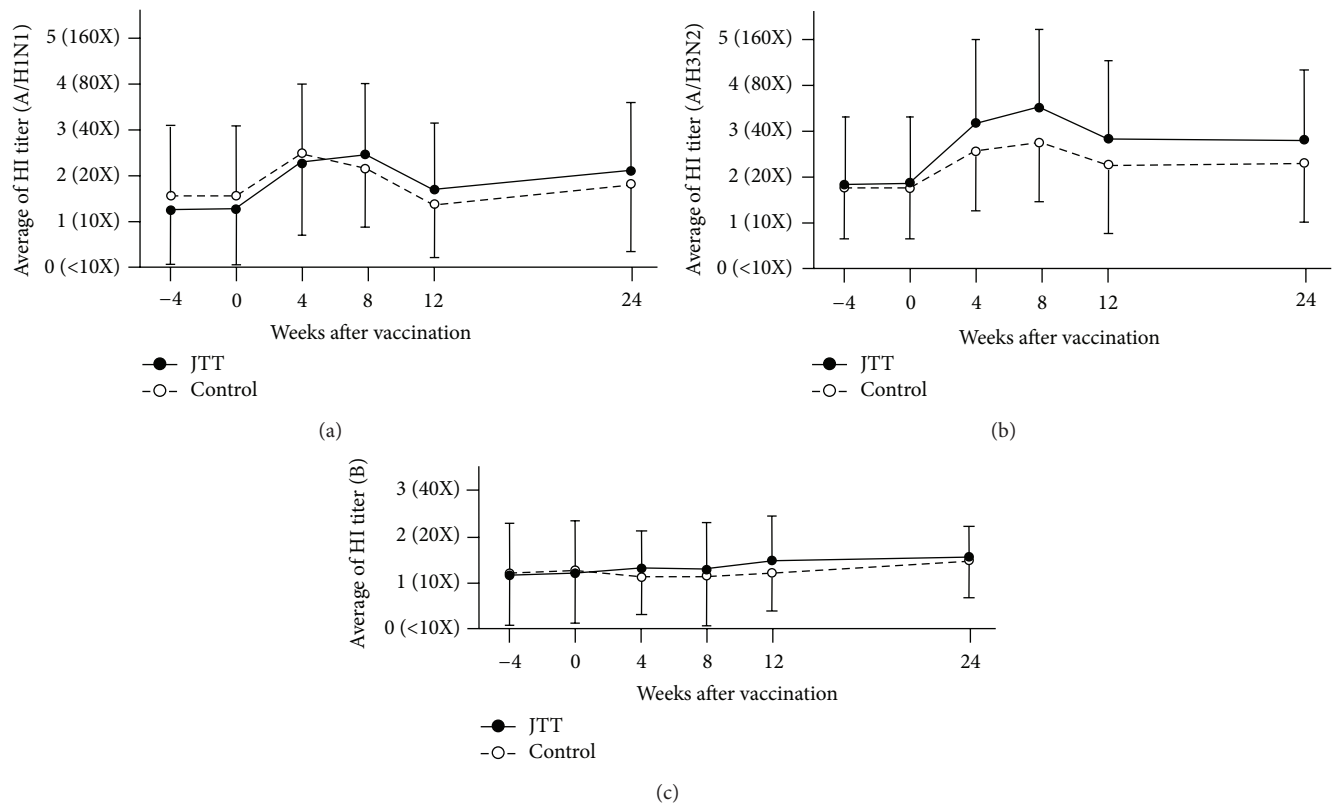 Average of HI titer (A/H1N1)
5 (160X)
4 (80X)
3 (40X)
2 (20X)
1 (10X)
0 (<10X)
−4 0 4 8 12 24
Weeks after vaccination
JTT
Control
(a)
Average of HI titer (A/H3N2)
5 (160X)
4 (80X)
3 (40X)
2 (20X)
1 (10X)
0 (<10X)
−4 0 4 8 12 24
Weeks after vaccination
JTT
Control
(b)
Average of HI titer (B)
3 (40X)
2 (20X)
1 (10X)
0 (<10X)
−4 0 4 8 12 24
Weeks after vaccination
JTT
Control
(c)